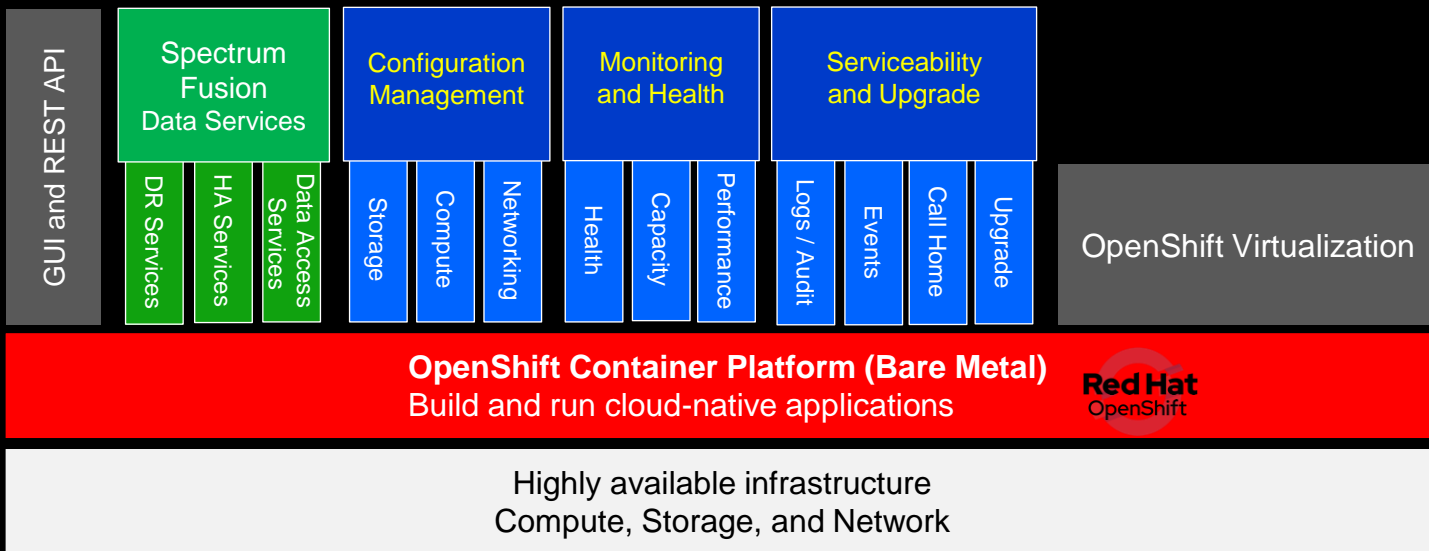 GUI and REST API
Spectrum
Fusion
Data Services
DR Services
HA Services
Data Access
Services
Configuration
Management
Storage
Compute
Networking
Monitoring
and Health
Health
Capacity
Performance
Serviceability
and Upgrade
Logs / Audit
Events
Call Home
Upgrade
OpenShift Virtualization
OpenShift Container Platform (Bare Metal)
Build and run cloud-native applications
Red Hat
OpenShift
Highly available infrastructure
Compute, Storage, and Network